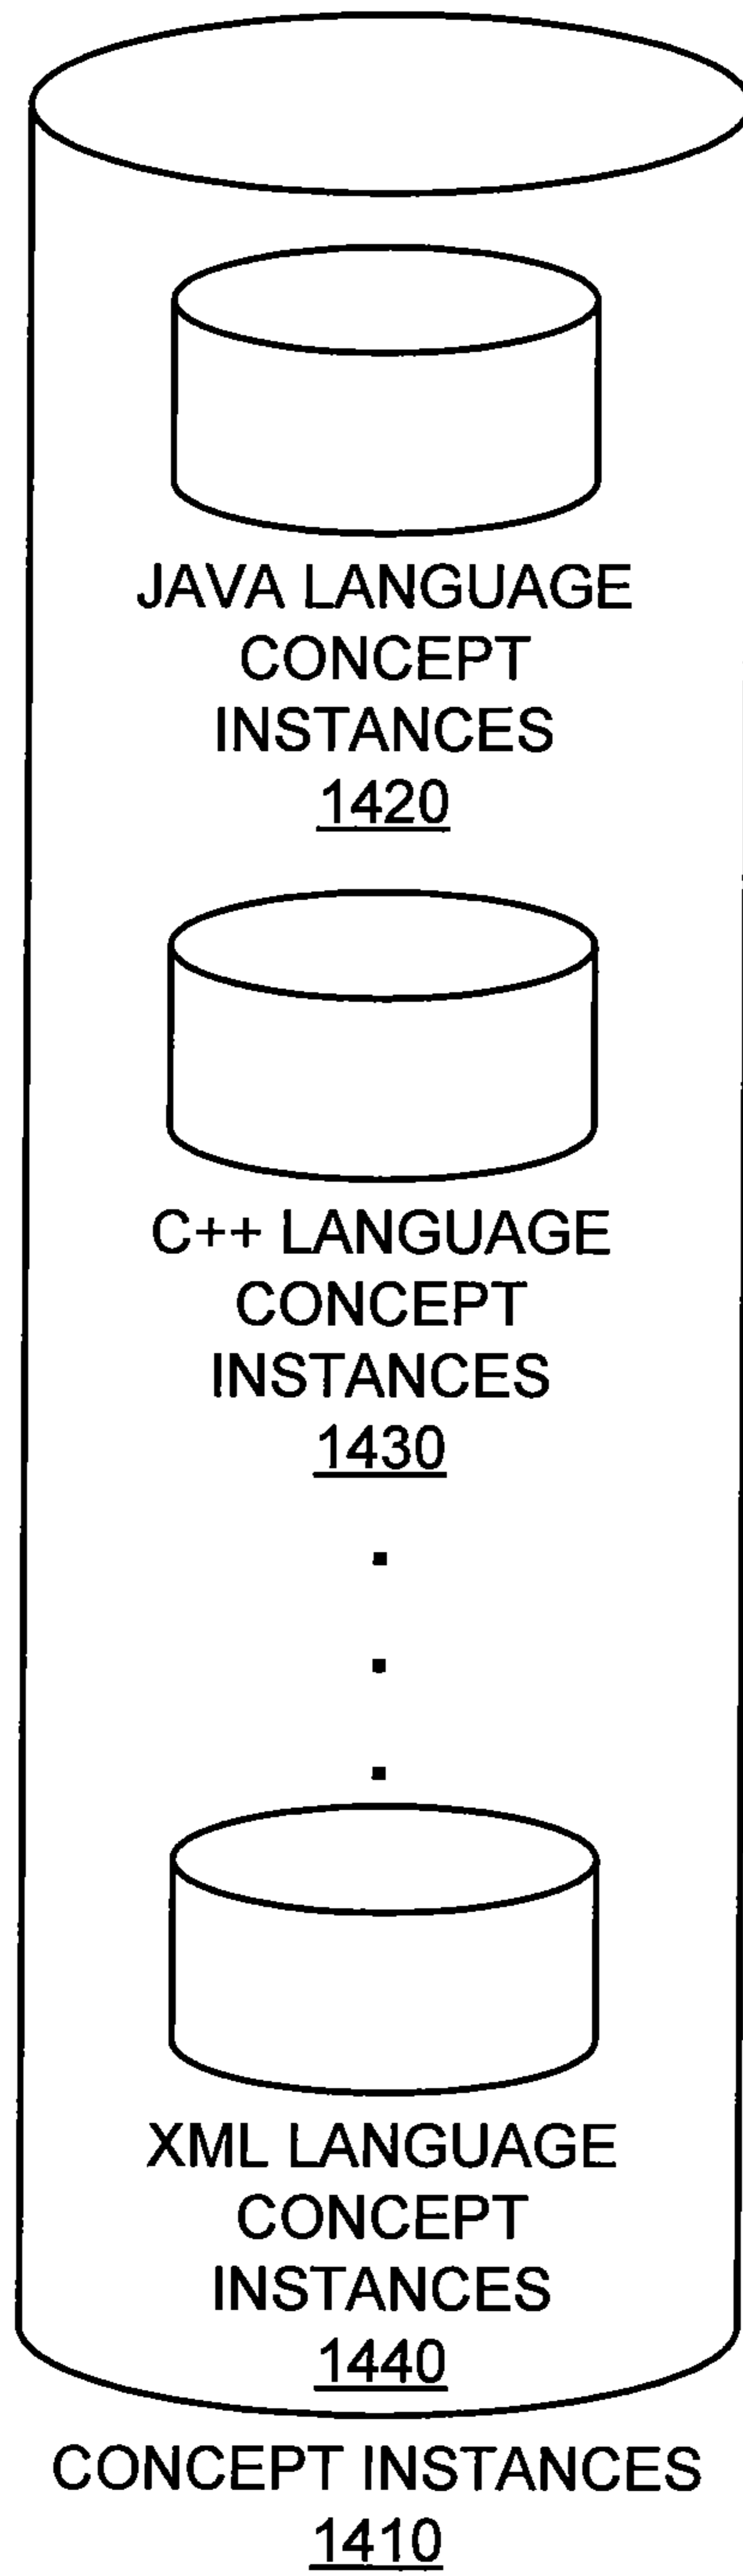 JAVA LANGUAGE
CONCEPT
INSTANCES
1420
C++ LANGUAGE
CONCEPT
INSTANCES
1430
XML LANGUAGE
CONCEPT
INSTANCES
1440
CONCEPT INSTANCES
1410